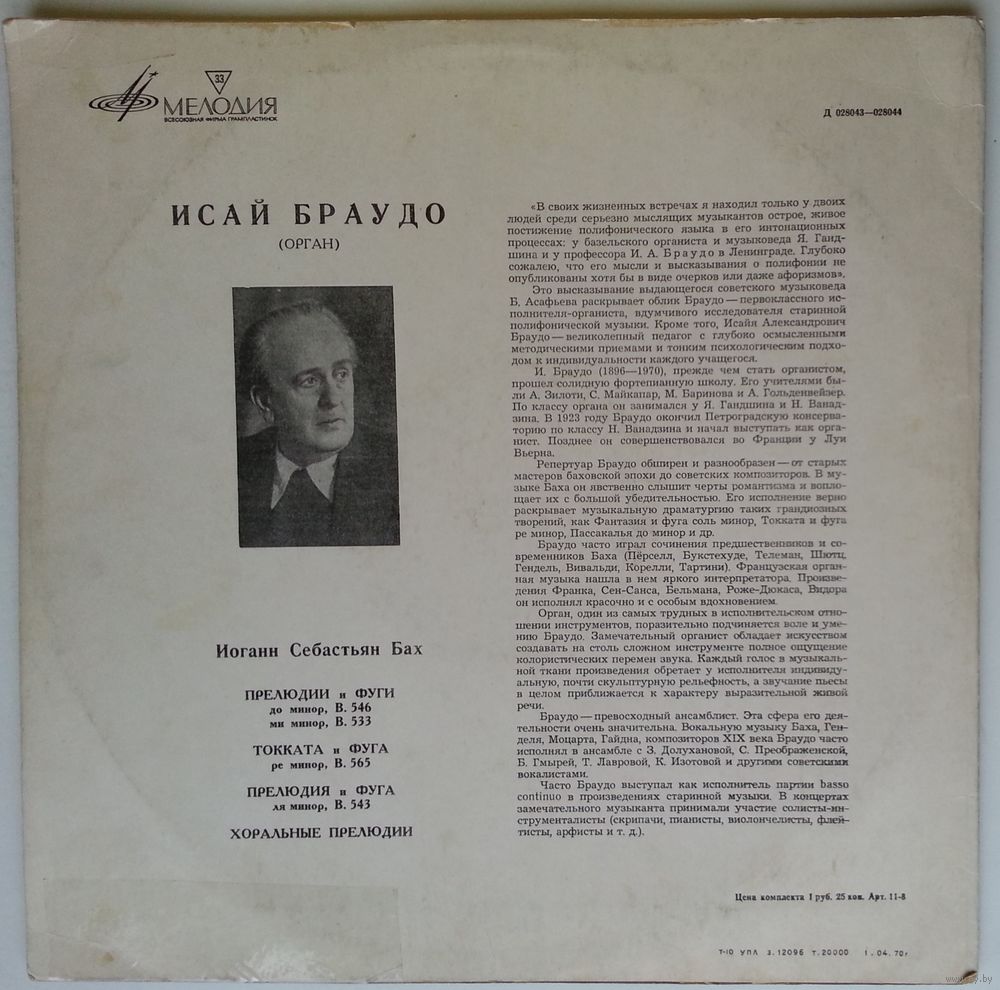 33
МЕЛОДИЯ
ВСЕСОЮЗНАЯ ФИРМА ГРАМПЛАСТИНОК
Д 028043—028044
ИСАЙ БРАУДО
(ОРГАН)
Иоганн Себастьян Бах
ПРЕЛЮДИИ и ФУГИ
до минор, В. 546
ми минор, В. 533
ТОККАТА и ФУГА
ре минор, В. 565
ПРЕЛЮДИЯ и ФУГА
ля минор, В. 543
ХОРАЛЬНЫЕ ПРЕЛЮДИИ
«В своих жизненных встречах я находил только у двоих
людей среди серьезно мыслящих музыкантов острое, живое
постижение полифонического языка в его интонационных
процессах: у базельского органиста и музыковеда Я. Ганд-
шина и у профессора И. А. Браудо в Ленинграде. Глубоко
сожалею, что его мысли и высказывания о полифонии не
опубликованы хотя бы в виде очерков или даже афоризмов».
Это высказывание выдающегося советского музыковеда
Б. Асафьева раскрывает облик Браудо — первоклассного ис-
полнителя-органиста, вдумчивого исследователя старинной
полифонической музыки. Кроме того, Исайя Александрович
Браудо — великолепный педагог с глубоко осмысленными
методическими приемами и тонким психологическим подхо-
дом к индивидуальности каждого учащегося.
И. Браудо (1896—1970), прежде чем стать органистом,
прошел солидную фортепианную школу. Его учителями бы-
ли А. Зилоти, С. Майкапар, М. Баринова и А. Гольденвейзер.
По классу органа он занимался у Я. Гандшина и Н. Ванад-
зина. В 1923 году Браудо окончил Петроградскую консерва-
торию по классу Н. Ванадзина и начал выступать как орга-
нист. Позднее он совершенствовался во Франции у Луи
Вьерна.
Репертуар Браудо обширен и разнообразен — от старых
мастеров баховской эпохи до советских композиторов. В му-
зыке Баха он явственно слышит черты романтизма и вопло-
щает их с большой убедительностью. Его исполнение верно
раскрывает музыкальную драматургию таких грандиозных
творений, как Фантазия и фуга соль минор, Токката и фуга
ре минор, Пассакалья до минор и др.
Браудо часто играл сочинения предшественников и со-
временников Баха (Пёрселл, Букстехуде, Телеман, Шютц,
Гендель, Вивальди, Корелли, Тартини). Французская орган-
ная музыка нашла в нем яркого интерпретатора. Произве-
дения Франка, Сен-Санса, Бельмана, Роже-Дюкаса, Видора
он исполнял красочно и с особым вдохновением.
Орган, один из самых трудных в исполнительском отно-
шении инструментов, поразительно подчиняется воле и уме-
нию Браудо. Замечательный органист обладает искусством
создавать на столь сложном инструменте полное ощущение
колористических перемен звука. Каждый голос в музыкаль-
ной ткани произведения обретает у исполнителя индивиду-
альную, почти скульптурную рельефность, а звучание пьесы
в целом приближается к характеру выразительной живой
речи.
Браудо — превосходный ансамблист. Эта сфера его дея-
тельности очень значительна. Вокальную музыку Баха, Ген-
деля, Моцарта, Гайдна, композиторов XIX века Браудо часто
исполнял в ансамбле с З. Долухановой, С. Преображенской,
Б. Гмырей, Т. Лавровой, К. Изотовой и другими советскими
вокалистами.
Часто Браудо выступал как исполнитель партии basso
continuo в произведениях старинной музыки. В концертах
замечательного музыканта принимали участие солисты-ин-
струменталисты (скрипачи, пианисты, виолончелисты, флей-
тисты, арфисты и т. д.).
Цена комплекта 1 руб. 25 коп. Арт. 11-8
Т-10 УПЛ З. 12096 Т. 20000 1. 04. 70г